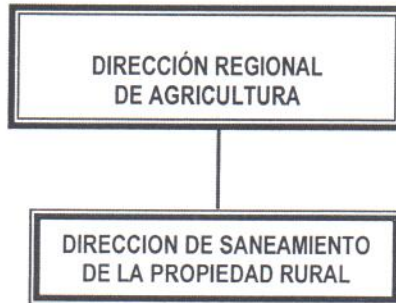 DIRECCIÓN REGIONAL
DE AGRICULTURA
DIRECCION DE SANEAMIENTO
DE LA PROPIEDAD RURAL